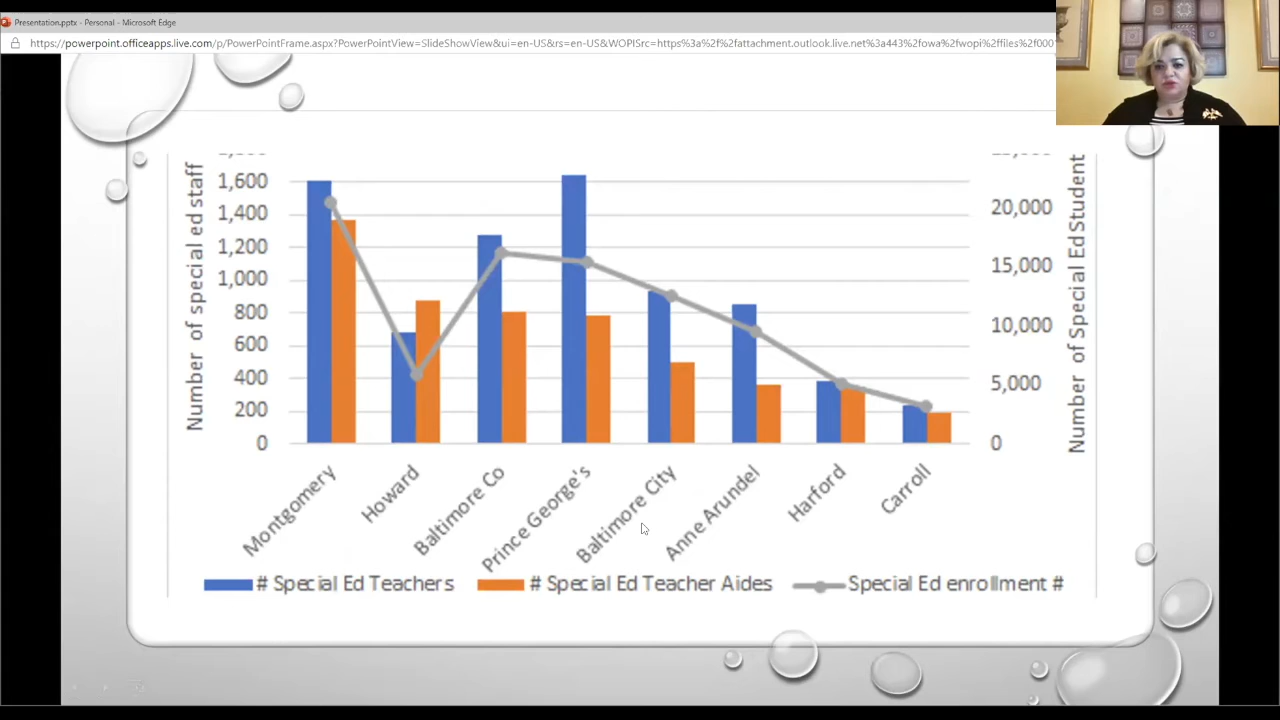 Presentation.pptx - Personal - Microsoft Edge
https://powerpoint.officeapps.live.com/p/PowerPointFrame.aspx?PowerPointView=SlideShowView&ui=en-US&rs=en-US&WOPISrc=https%3a%2f%2fattachment.outlook.live.net%3a443%2fowa%2fwopi%2ffiles%2f000
Number of special ed staff
1,600
1,400
1,200
1,000
800
600
400
200
0
20,000
15,000
10,000
5,000
0
Number of Special Ed Student
Montgomery
Howard
Baltimore Co
Prince George's
Baltimore City
Anne Arundel
Harford
Carroll
# Special Ed Teachers
# Special Ed Teacher Aides
Special Ed enrollment #